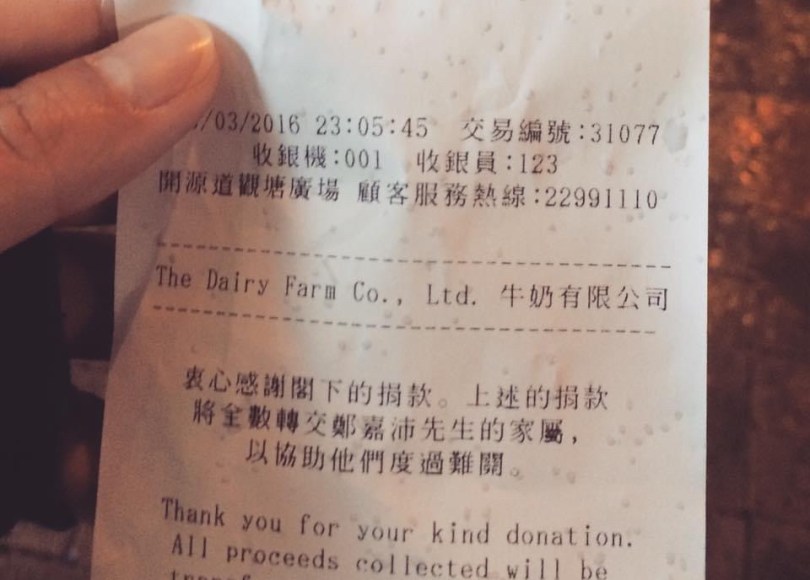 /03/2016 23:05:45 交易編號:31077
收銀機:001 收銀員:123
開源道觀塘廣場 顧客服務熱線:22991110
The Dairy Farm Co., Ltd. 牛奶有限公司
衷心感謝閣下的捐款。上述的捐款
將全數轉交鄭嘉沛先生的家屬,
以協助他們度過難關。
Thank you for your kind donation.
All proceeds collected will be